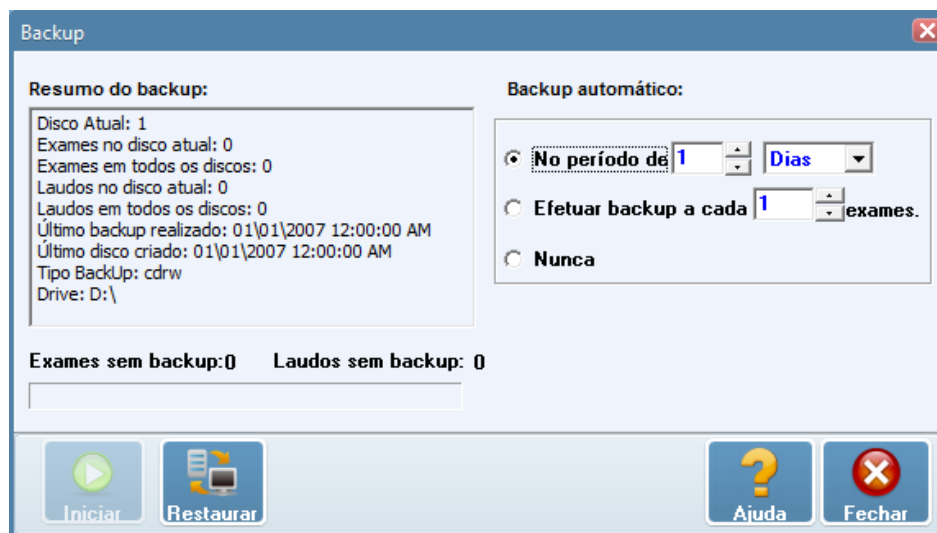 Backup
Resumo do backup:
Disco Atual: 1
Exames no disco atual: 0
Exames em todos os discos: 0
Laudos no disco atual: 0
Laudos em todos os discos: 0
Último backup realizado: 01\01\2007 12:00:00 AM
Último disco criado: 01\01\2007 12:00:00 AM
Tipo BackUp: cdrw
Drive: D:\
Backup automático:
No período de 1 Dias
Efetuar backup a cada 1 exames.
Nunca
Exames sem backup:0 Laudos sem backup: 0
Iniciar Restaurar Ajuda Fechar